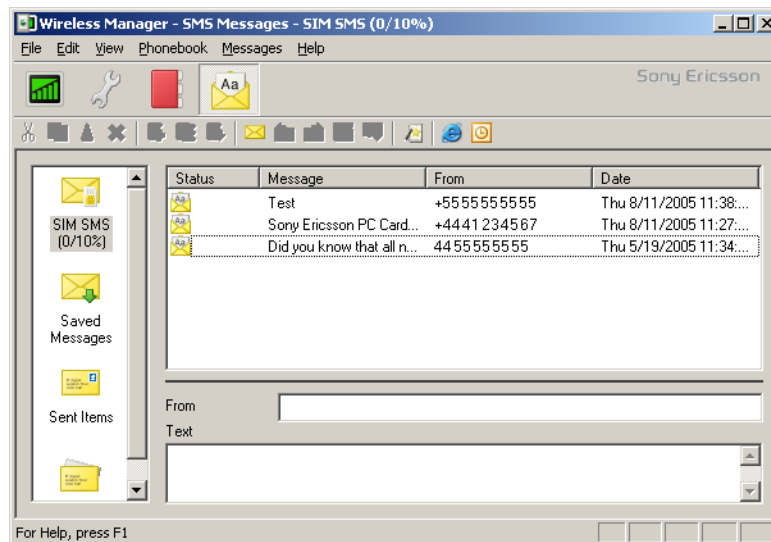 Wireless Manager - SMS Messages - SIM SMS (0/10%)
File Edit View Phonebook Messages Help
Aa
Sony Ericsson
Status Message From Date
Test +5555555555 Thu 8/11/2005 11:38:...
Sony Ericsson PC Card... +4441234567 Thu 8/11/2005 11:27:...
Did you know that all n... 4455555555 Thu 5/19/2005 11:34:...
SIM SMS
(0/10%)
Saved
Messages
Sent Items
From
Text
For Help, press F1